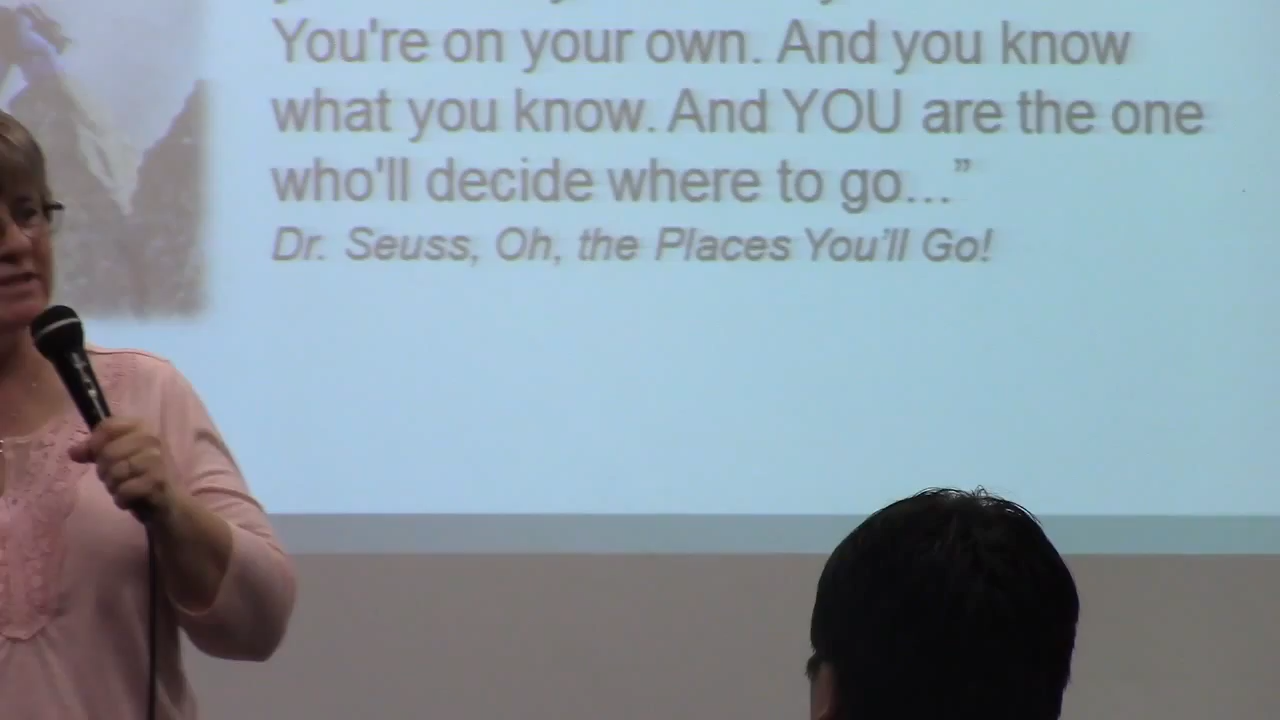 You're on your own. And you know
what you know. And YOU are the one
who'll decide where to go...”
Dr. Seuss, Oh, the Places You’ll Go!